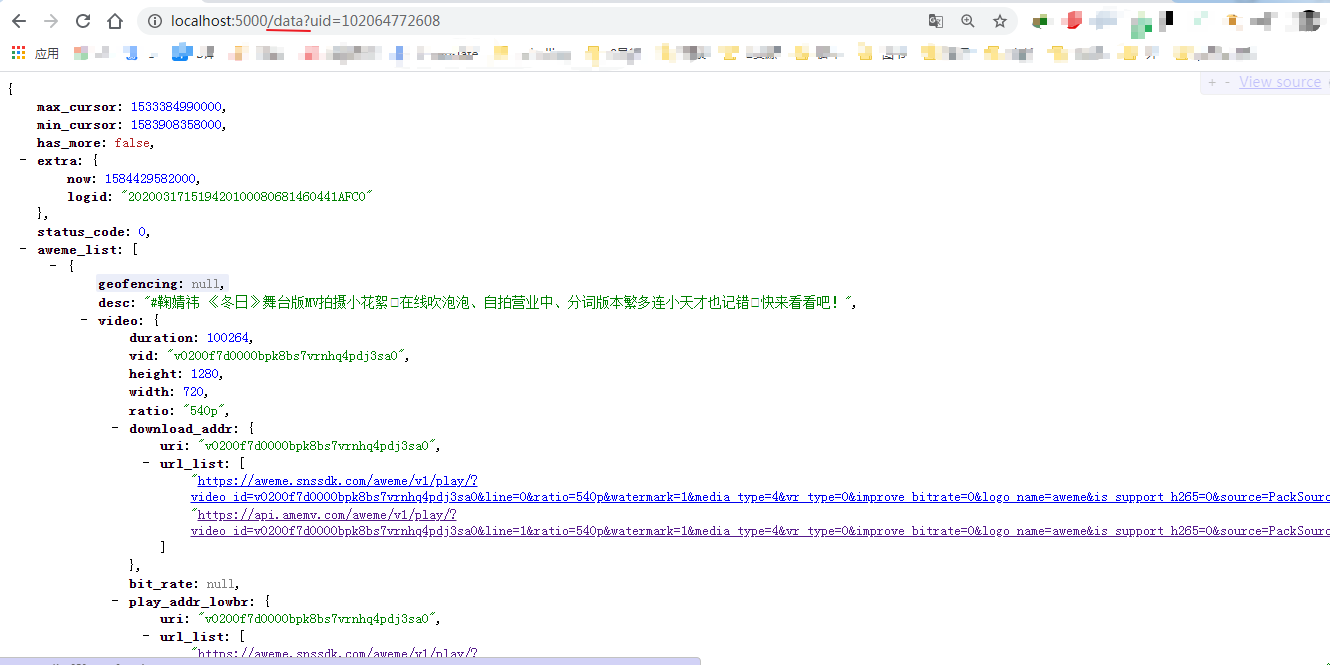 localhost:5000/data?uid=102064772608
应用
+ - View source
{
max_cursor: 1533384990000,
min_cursor: 1583908358000,
has_more: false,
- extra: {
now: 1584429582000,
logid: "202003171519420100080681460441AFC0"
},
status_code: 0,
- aweme_list: [
- {
geofencing: null,
desc: "#鞠婧祎 《冬日》舞台版MV拍摄小花絮□在线吹泡泡、自拍营业中、分词版本繁多连小天才也记错□快来看看吧！",
- video: {
duration: 100264,
vid: "v0200f7d0000bpk8bs7vrnhq4pdj3sa0",
height: 1280,
width: 720,
ratio: "540p",
- download_addr: {
uri: "v0200f7d0000bpk8bs7vrnhq4pdj3sa0",
- url_list: [
"https://aweme.snssdk.com/aweme/v1/play/?
video_id=v0200f7d0000bpk8bs7vrnhq4pdj3sa0&line=0&ratio=540p&watermark=1&media_type=4&vr_type=0&improve_bitrate=0&logo_name=aweme&is_support_h265=0&source=PackSourc
"https://api.amemv.com/aweme/v1/play/?
video_id=v0200f7d0000bpk8bs7vrnhq4pdj3sa0&line=1&ratio=540p&watermark=1&media_type=4&vr_type=0&improve_bitrate=0&logo_name=aweme&is_support_h265=0&source=PackSourc
]
},
bit_rate: null,
- play_addr_lowbr: {
uri: "v0200f7d0000bpk8bs7vrnhq4pdj3sa0",
- url_list: [
"https://aweme.snssdk.com/aweme/v1/play/?